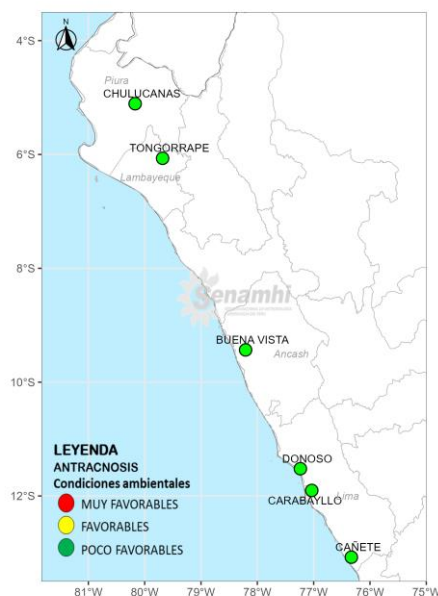 N
4°S
Piura
CHULUCANAS
TONGORRAPE
6°S
Lambayeque
8°S
Senamhi
BUENA VISTA
Ancash
10°S
LEYENDA
ANTRACNOSIS
Condiciones ambientales
MUY FAVORABLES
FAVORABLES
POCO FAVORABLES
DONOSO
12°S
CARABAYLLO
Lima
CAÑETE
81°W 80°W 79°W 78°W 77°W 76°W 75°W